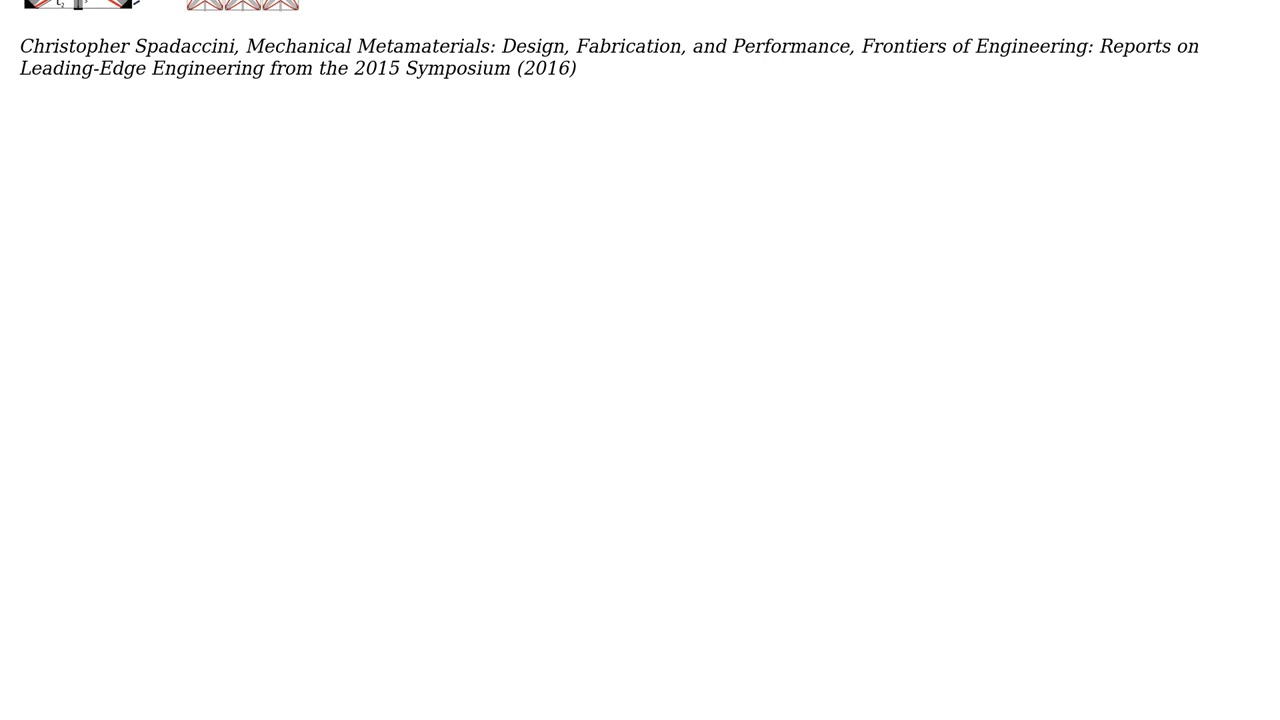 Christopher Spadaccini, Mechanical Metamaterials: Design, Fabrication, and Performance, Frontiers of Engineering: Reports on
Leading-Edge Engineering from the 2015 Symposium (2016)